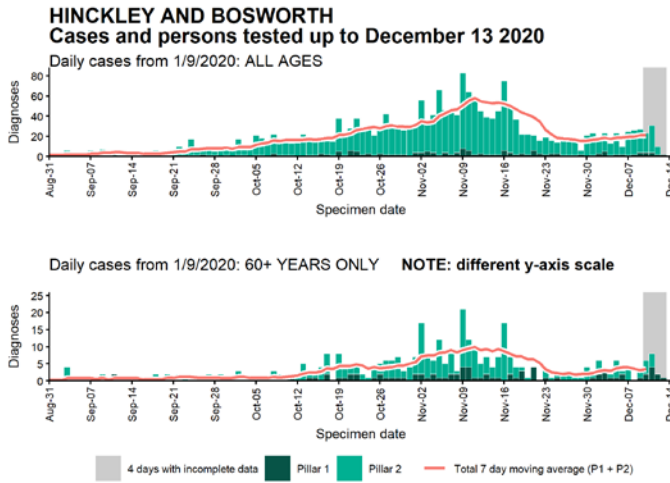 HINCKLEY AND BOSWORTH
Cases and persons tested up to December 13 2020
Daily cases from 1/9/2020: ALL AGES
Diagnoses
80
60
40
20
0
Aug-31
Sep-07
Sep-14
Sep-21
Sep-28
Oct-05
Oct-12
Oct-19
Oct-26
Nov-02
Nov-09
Nov-16
Nov-23
Nov-30
Dec-07
Dec-14
Specimen date
Daily cases from 1/9/2020: 60+ YEARS ONLY NOTE: different y-axis scale
Diagnoses
25
20
15
10
5
0
Aug-31
Sep-07
Sep-14
Sep-21
Sep-28
Oct-05
Oct-12
Oct-19
Oct-26
Nov-02
Nov-09
Nov-16
Nov-23
Nov-30
Dec-07
Dec-14
Specimen date
4 days with incomplete data Pillar 1 Pillar 2 Total 7 day moving average (P1 + P2)